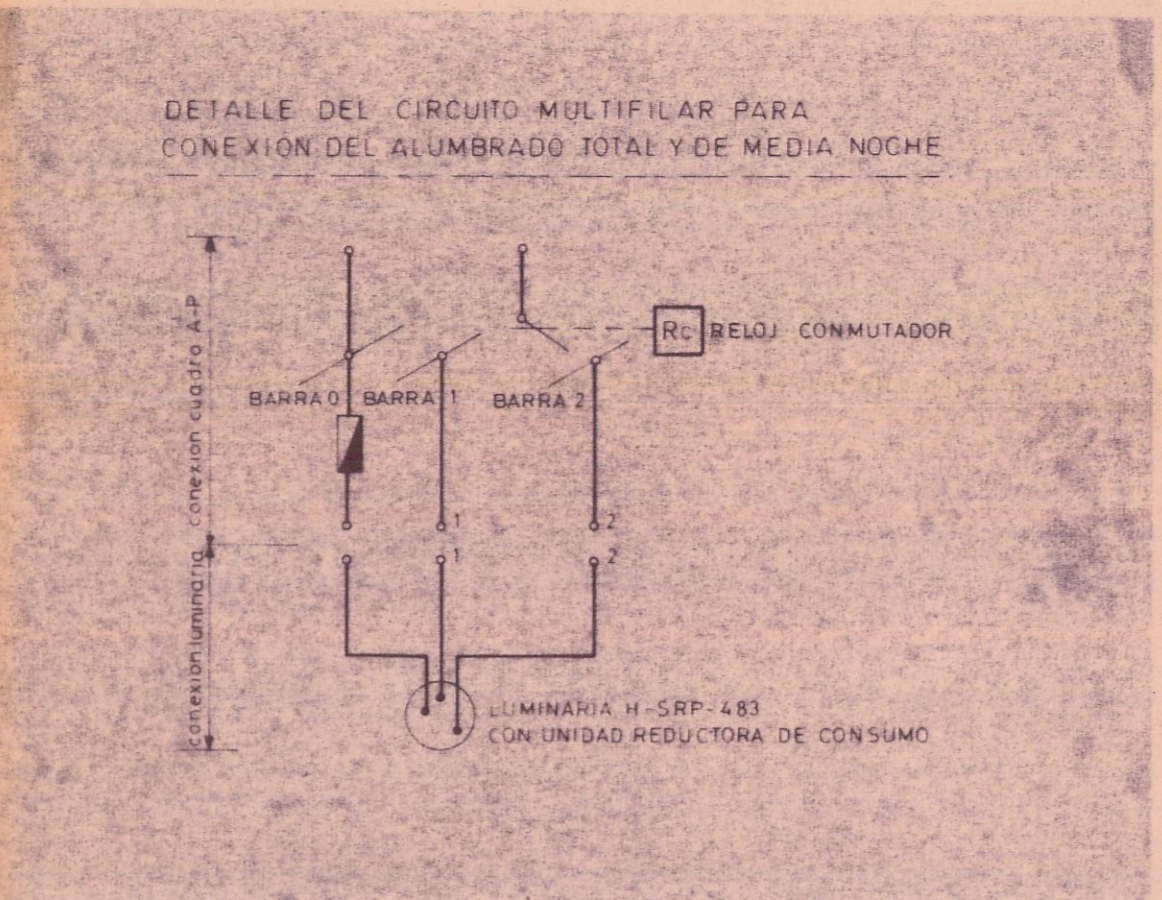 DETALLE DEL CIRCUITO MULTIFILAR PARA
CONEXIÓN DEL ALUMBRADO TOTAL Y DE MEDIA NOCHE
conexion cuadro A-P
Rc RELOJ CONMUTADOR
BARRA 0 BARRA 1 BARRA 2
1 2
1 2
conexion luminaria
LUMINARIA H-SRP-483
CON UNIDAD REDUCTORA DE CONSUMO